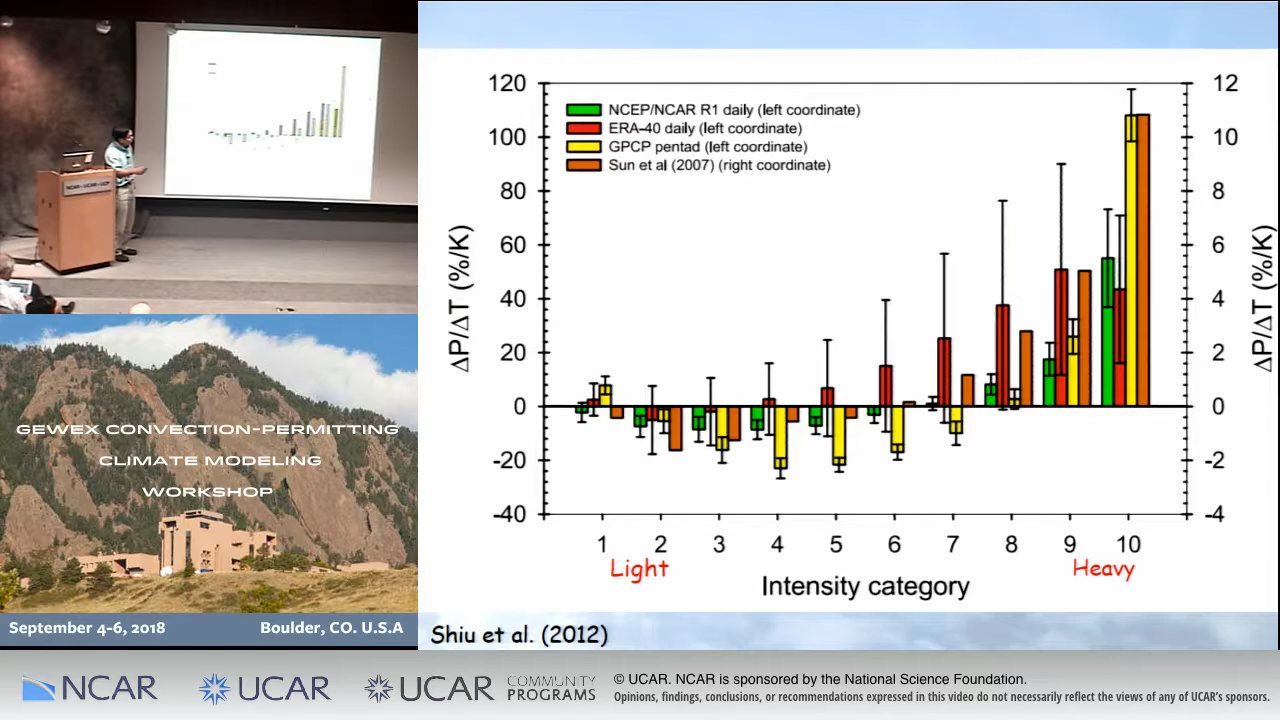 NCAR•UCAR•UCP
GEWEX CONVECTION-PERMITTING
CLIMATE MODELING
WORKSHOP
September 4-6, 2018
Boulder, CO. U.S.A
NCEP/NCAR R1 daily (left coordinate)
ERA-40 daily (left coordinate)
GPCP pentad (left coordinate)
Sun et al (2007) (right coordinate)
120
100
80
60
40
20
0
-20
-40
ΔP/ΔT (%/K)
12
10
8
6
4
2
0
-2
-4
ΔP/ΔT (%/K)
1 2 3 4 5 6 7 8 9 10
Light
Heavy
Intensity category
Shiu et al. (2012)
NCAR
UCAR
UCAR
COMMUNITY
PROGRAMS
© UCAR. NCAR is sponsored by the National Science Foundation.
Opinions, findings, conclusions, or recommendations expressed in this video do not necessarily reflect the views of any of UCAR's sponsors.